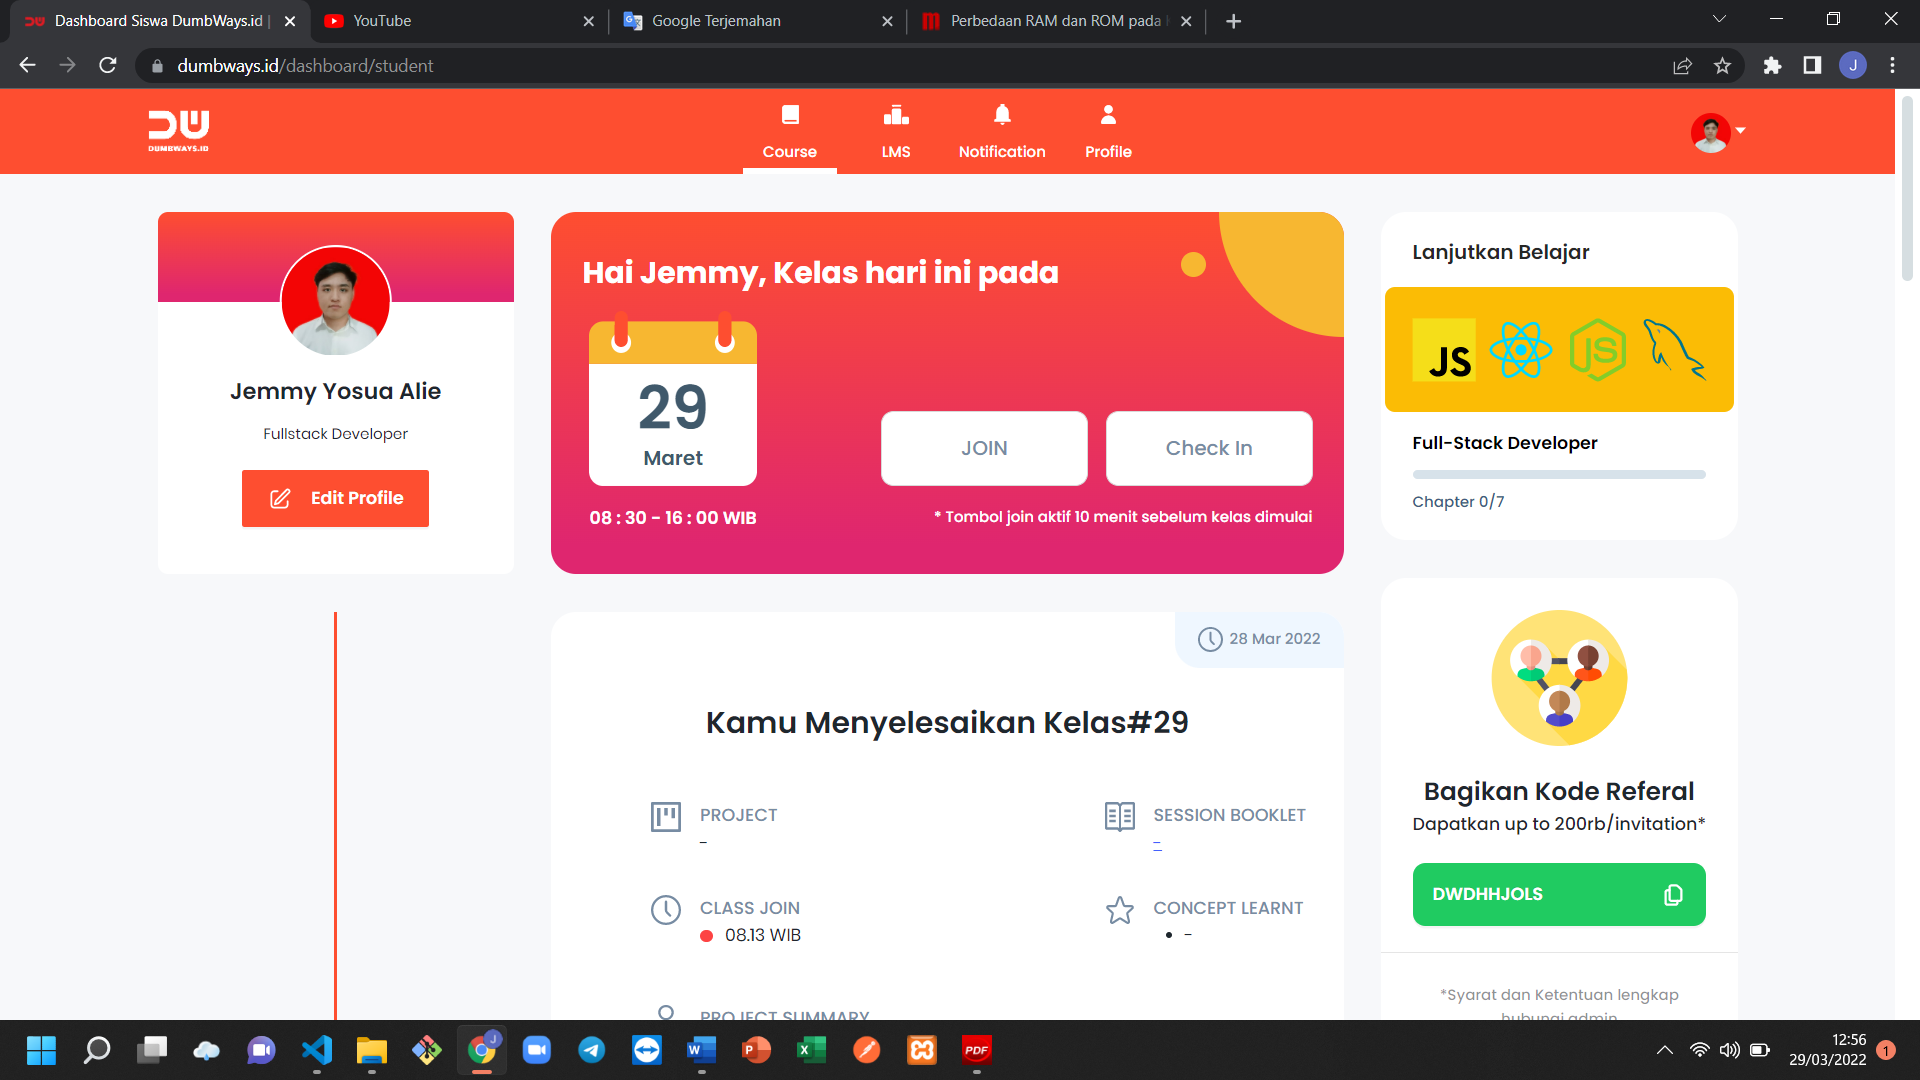 Dashboard Siswa DumbWays.id |
YouTube
Google Terjemahan
Perbedaan RAM dan ROM pada
dumbways.id/dashboard/student
J
DUMBWAYS.ID
Course
LMS
Notification
Profile
Jemmy Yosua Alie
Fullstack Developer
Edit Profile
Hai Jemmy, Kelas hari ini pada
29
Maret
08 : 30 - 16 : 00 WIB
JOIN
Check In
* Tombol join aktif 10 menit sebelum kelas dimulai
28 Mar 2022
Kamu Menyelesaikan Kelas#29
PROJECT
-
SESSION BOOKLET
-
CLASS JOIN
08.13 WIB
CONCEPT LEARNT
• -
PROJECT SUMMARY
Lanjutkan Belajar
JS
JS
Full-Stack Developer
Chapter 0/7
Bagikan Kode Referal
Dapatkan up to 200rb/invitation*
DWDHHJOLS
*Syarat dan Ketentuan lengkap
hubungi admin
J
W
P
X
PDF
12:56
29/03/2022
1